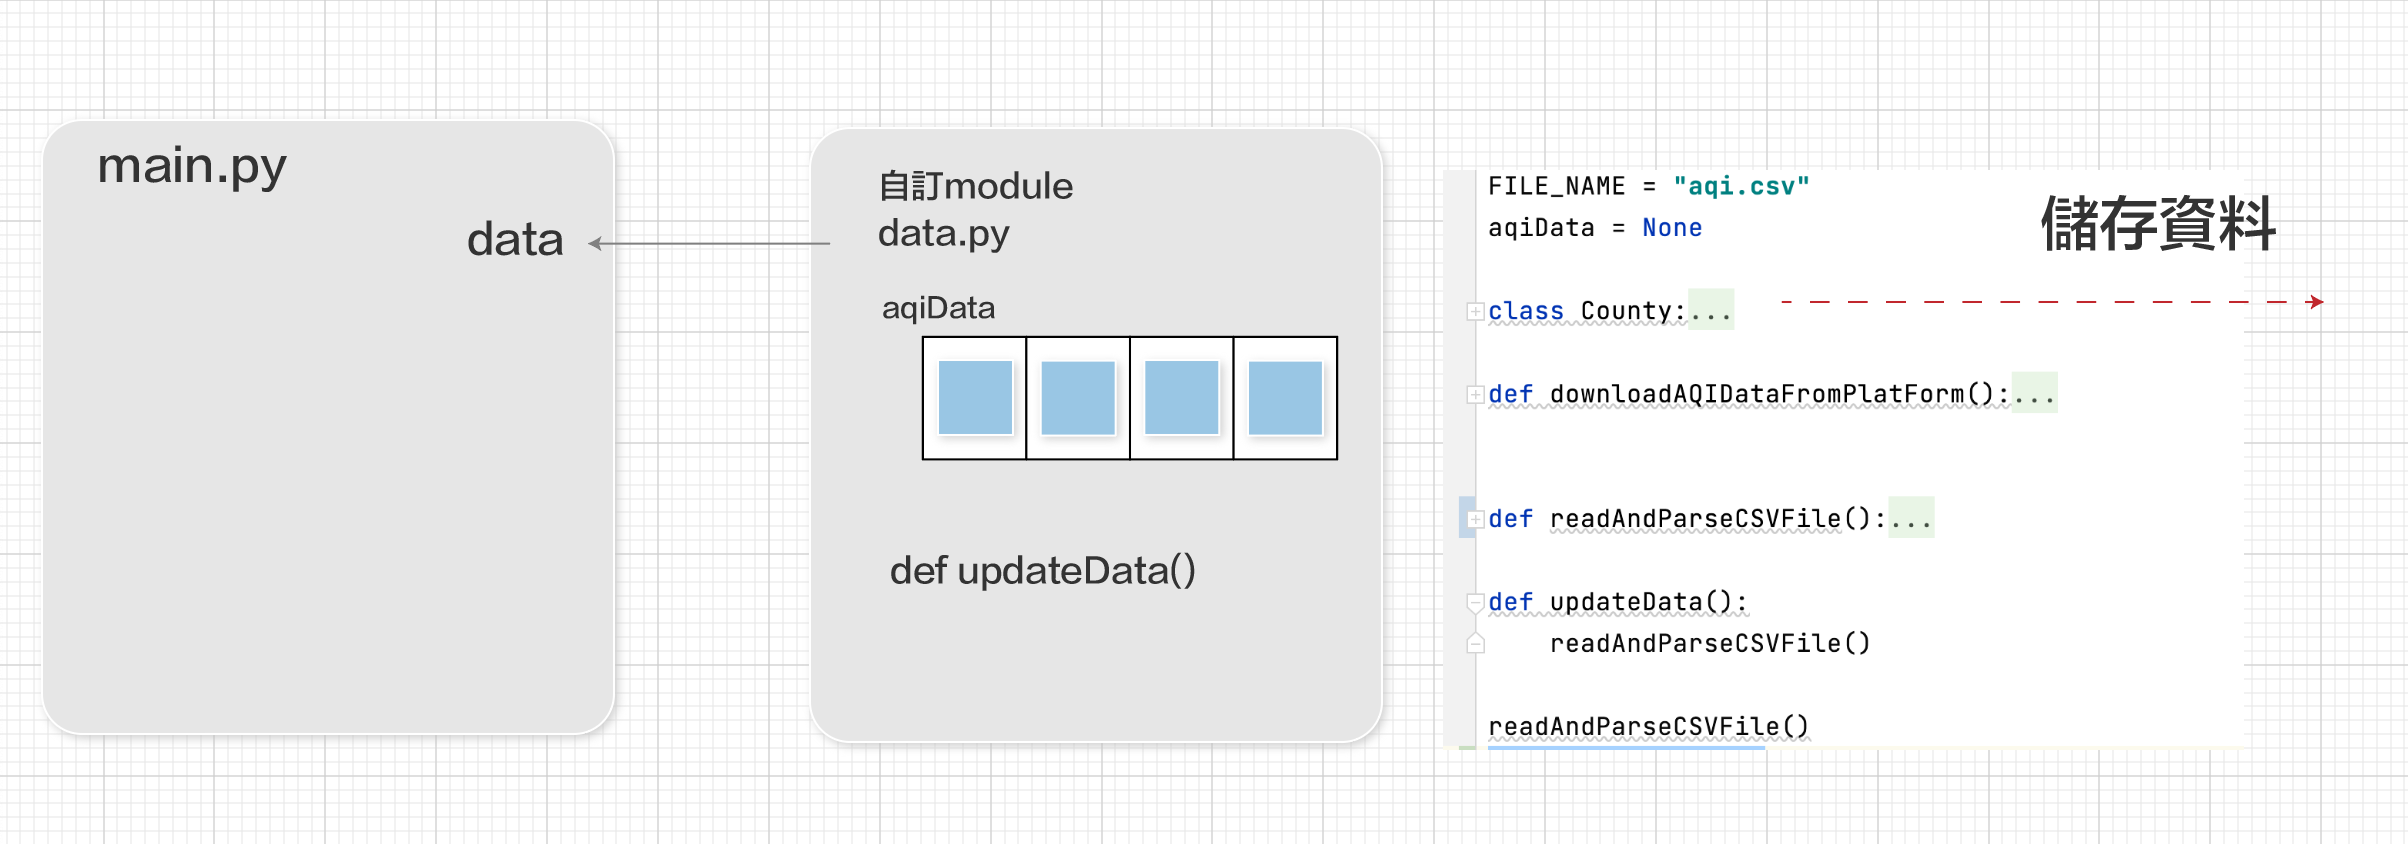 main.py
data
自訂module
data.py
aqiData
def updateData()
FILE_NAME = "aqi.csv"
aqiData = None
class County:...
def downloadAQIDataFromPlatForm():...
def readAndParseCSVFile():...
def updateData():
    readAndParseCSVFile()
readAndParseCSVFile()
儲存資料